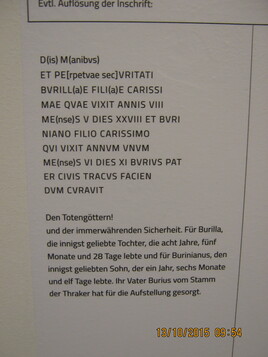 Evtl. Auflösung der Inschrift:
D(is) M(anibvs)
ET PE[rpetvae sec]VRITATI
BVRILL(a)E FILI(a)E CARISSI
MAE QVAE VIXIT ANNIS VIII
ME(nse)S V DIES XXVIII ET BVRI
NIANO FILIO CARISSIMO
QVI VIXIT ANNVM VNVM
ME(nse)S VI DIES XI BVRIVS PAT
ER CIVIS TRACVS FACIEN
DVM CVRAVIT
Den Totengöttern!
und der immerwährenden Sicherheit. Für Burilla,
die innigst geliebte Tochter, die acht Jahre, fünf
Monate und 28 Tage lebte und für Burinianus, den
innigst geliebten Sohn, der ein Jahr, sechs Monate
und elf Tage lebte. Ihr Vater Burius vom Stamm
der Thraker hat für die Aufstellung gesorgt.
13/10/2015 09:54